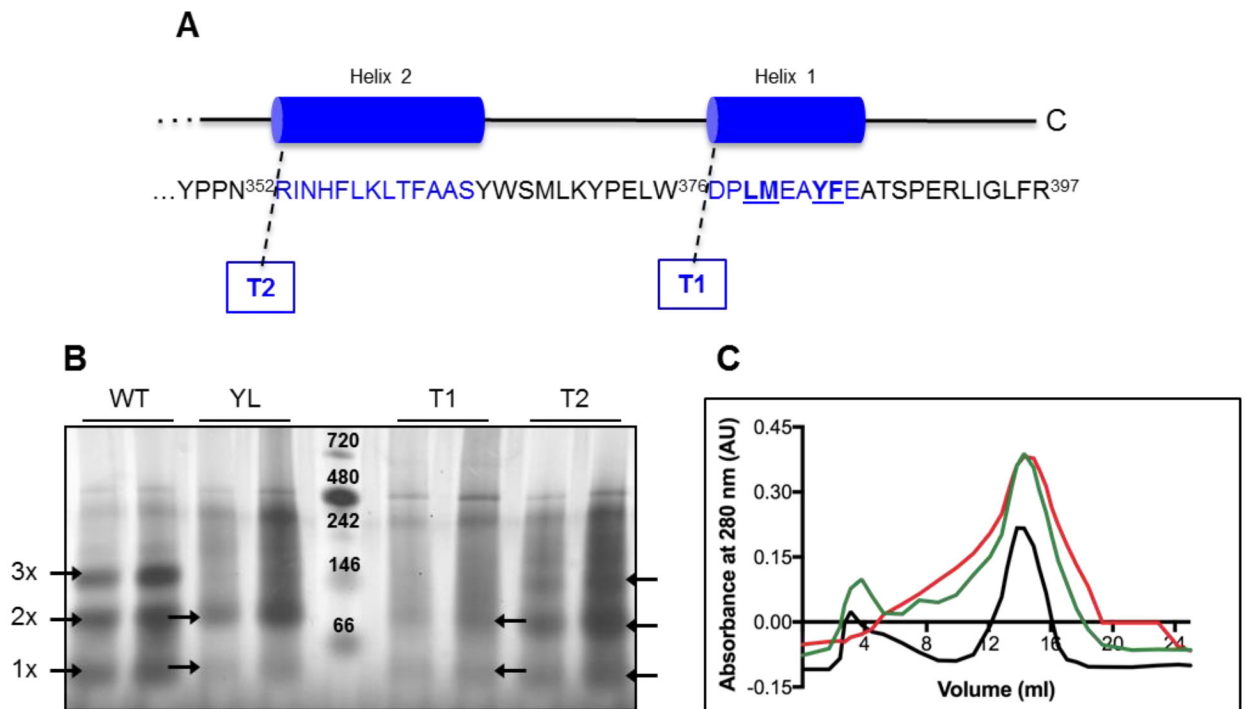 A
Helix 2
Helix 1
C
...YPPN352RINHFLKLTFAASYWSMLKYPELW376DPLMEAYFEATSPERLIGLFR397
T2
T1
B
WT
YL
T1
T2
720
480
242
146
66
3x
2x
1x
C
Absorbance at 280 nm (AU)
0.45
0.30
0.15
0.00
-0.15
4
8
12
16
20
24
Volume (ml)